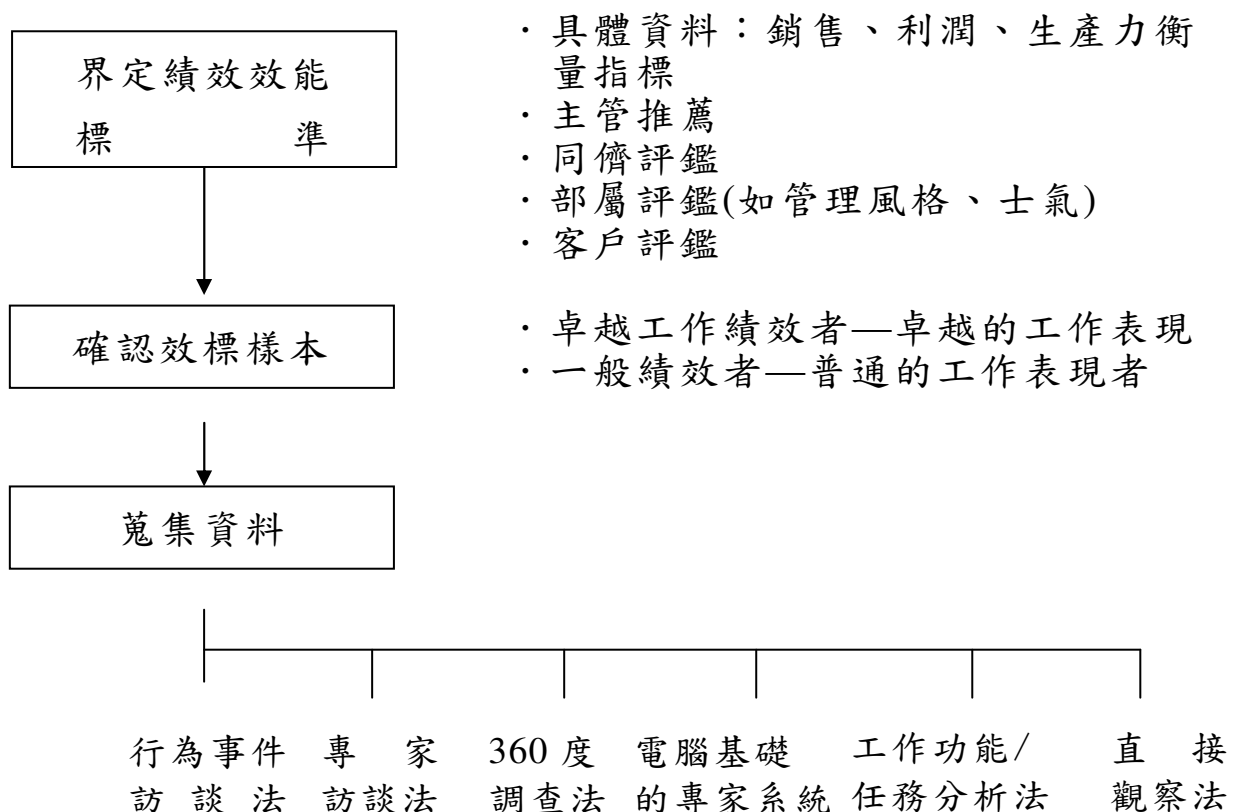 界定績效效能
標準
·具體資料：銷售、利潤、生產力衡
量指標
·主管推薦
·同儕評鑑
·部屬評鑑(如管理風格、士氣)
·客戶評鑑
確認效標樣本
·卓越工作績效者—卓越的工作表現
·一般績效者—普通的工作表現者
蒐集資料
行為事件
訪談法
專家
訪談法
360度
調查法
電腦基礎
的專家系統
工作功能/
任務分析法
直接
觀察法